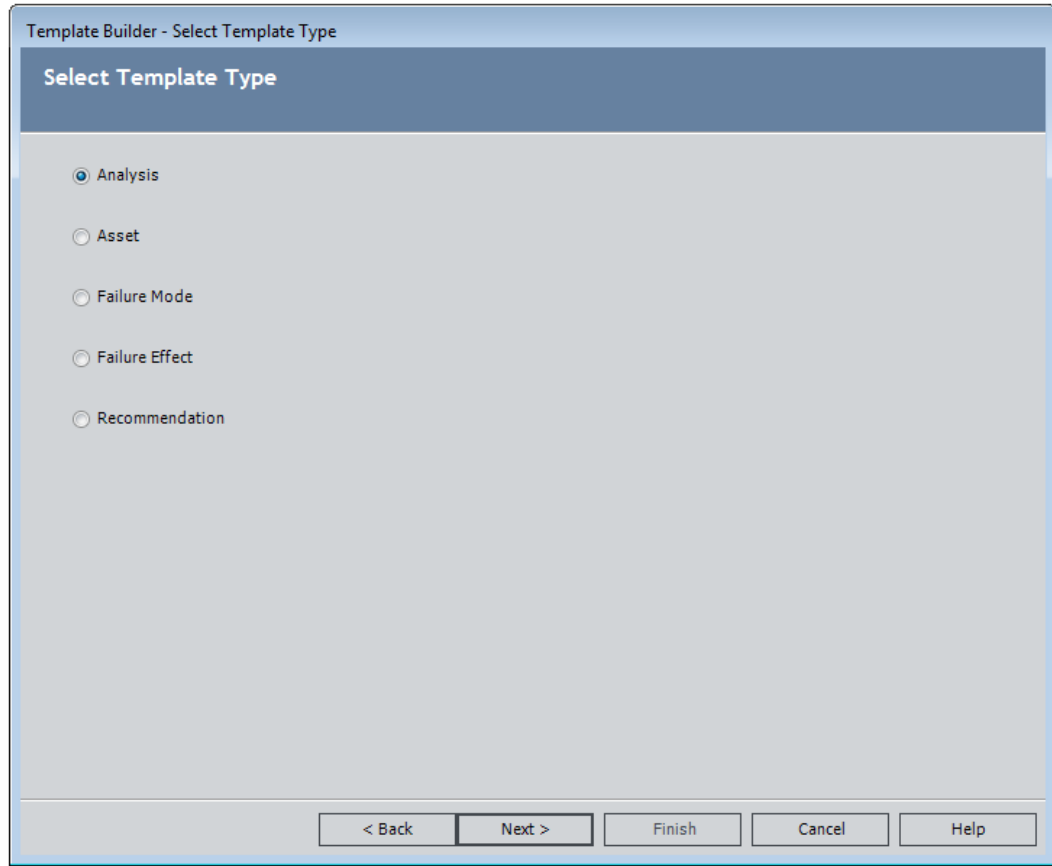 Template Builder - Select Template Type
Select Template Type
Analysis
Asset
Failure Mode
Failure Effect
Recommendation
< Back Next > Finish Cancel Help